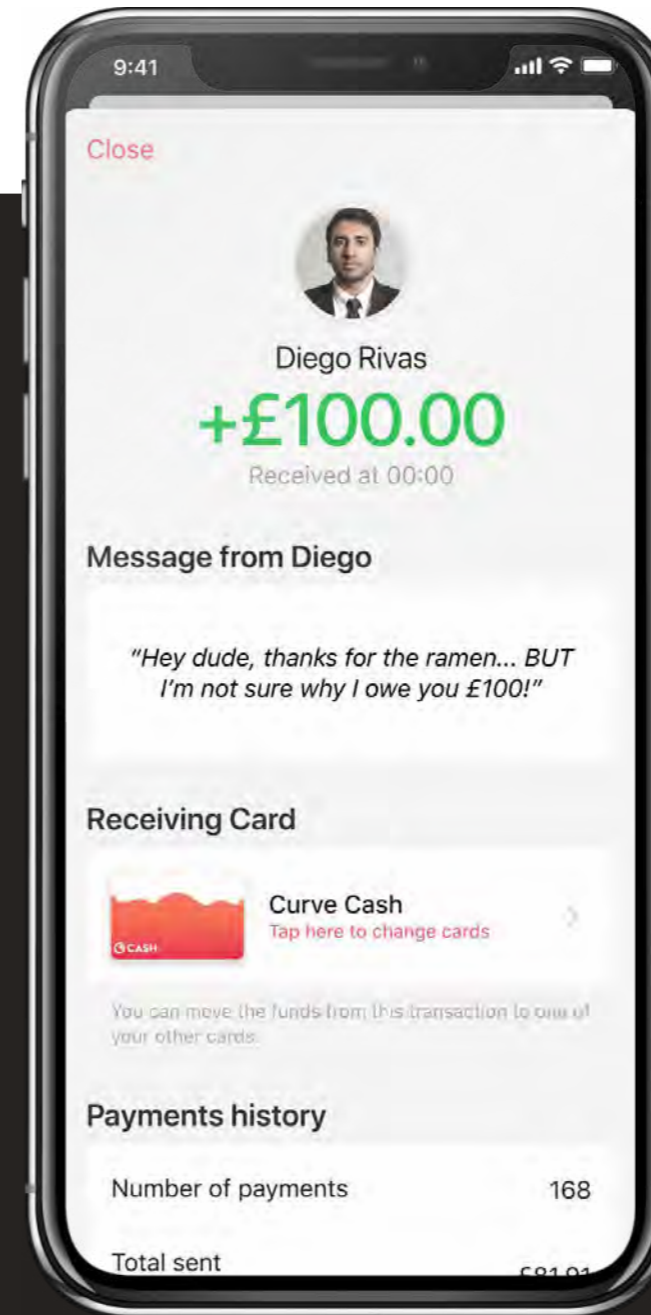 9:41
Close
Diego Rivas
+£100.00
Received at 00:00
Message from Diego
"Hey dude, thanks for the ramen... BUT
I'm not sure why I owe you £100!"
Receiving Card
Curve Cash
Tap here to change cards
CASH
You can move the funds from this transaction to one of
your other cards.
Payments history
Number of payments
168
Total sent
£81.91